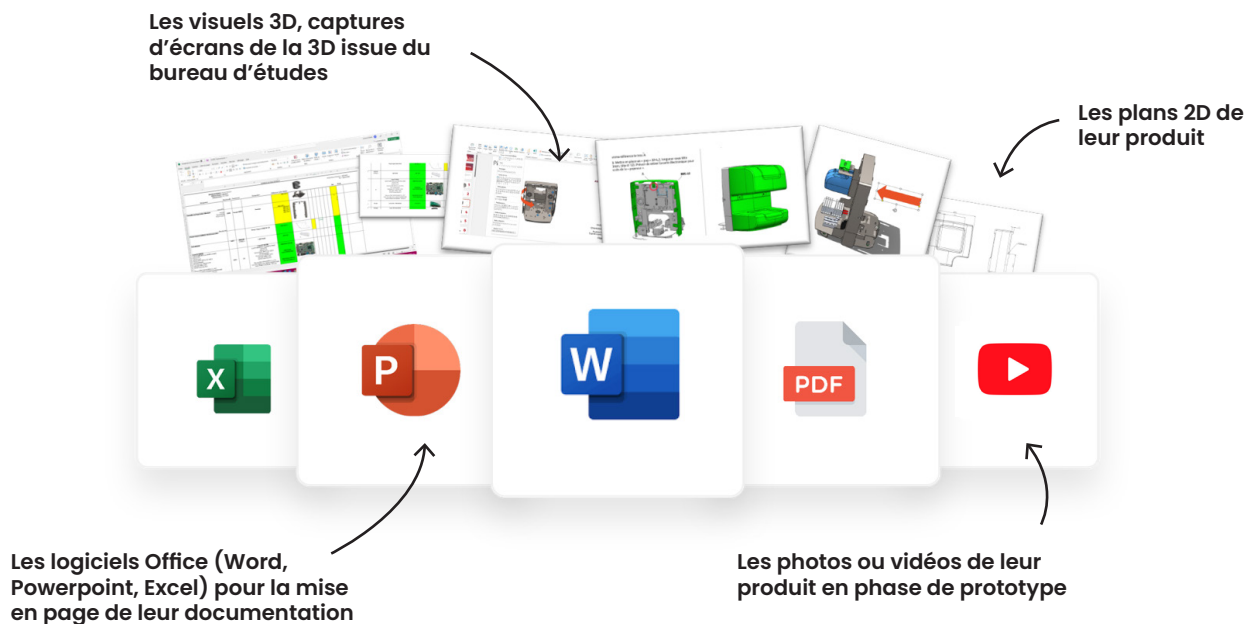 Les visuels 3D, captures
d’écrans de la 3D issue du
bureau d’études
Les plans 2D de
leur produit
X
P
W
PDF
Les logiciels Office (Word,
Powerpoint, Excel) pour la mise
en page de leur documentation
Les photos ou vidéos de leur
produit en phase de prototype